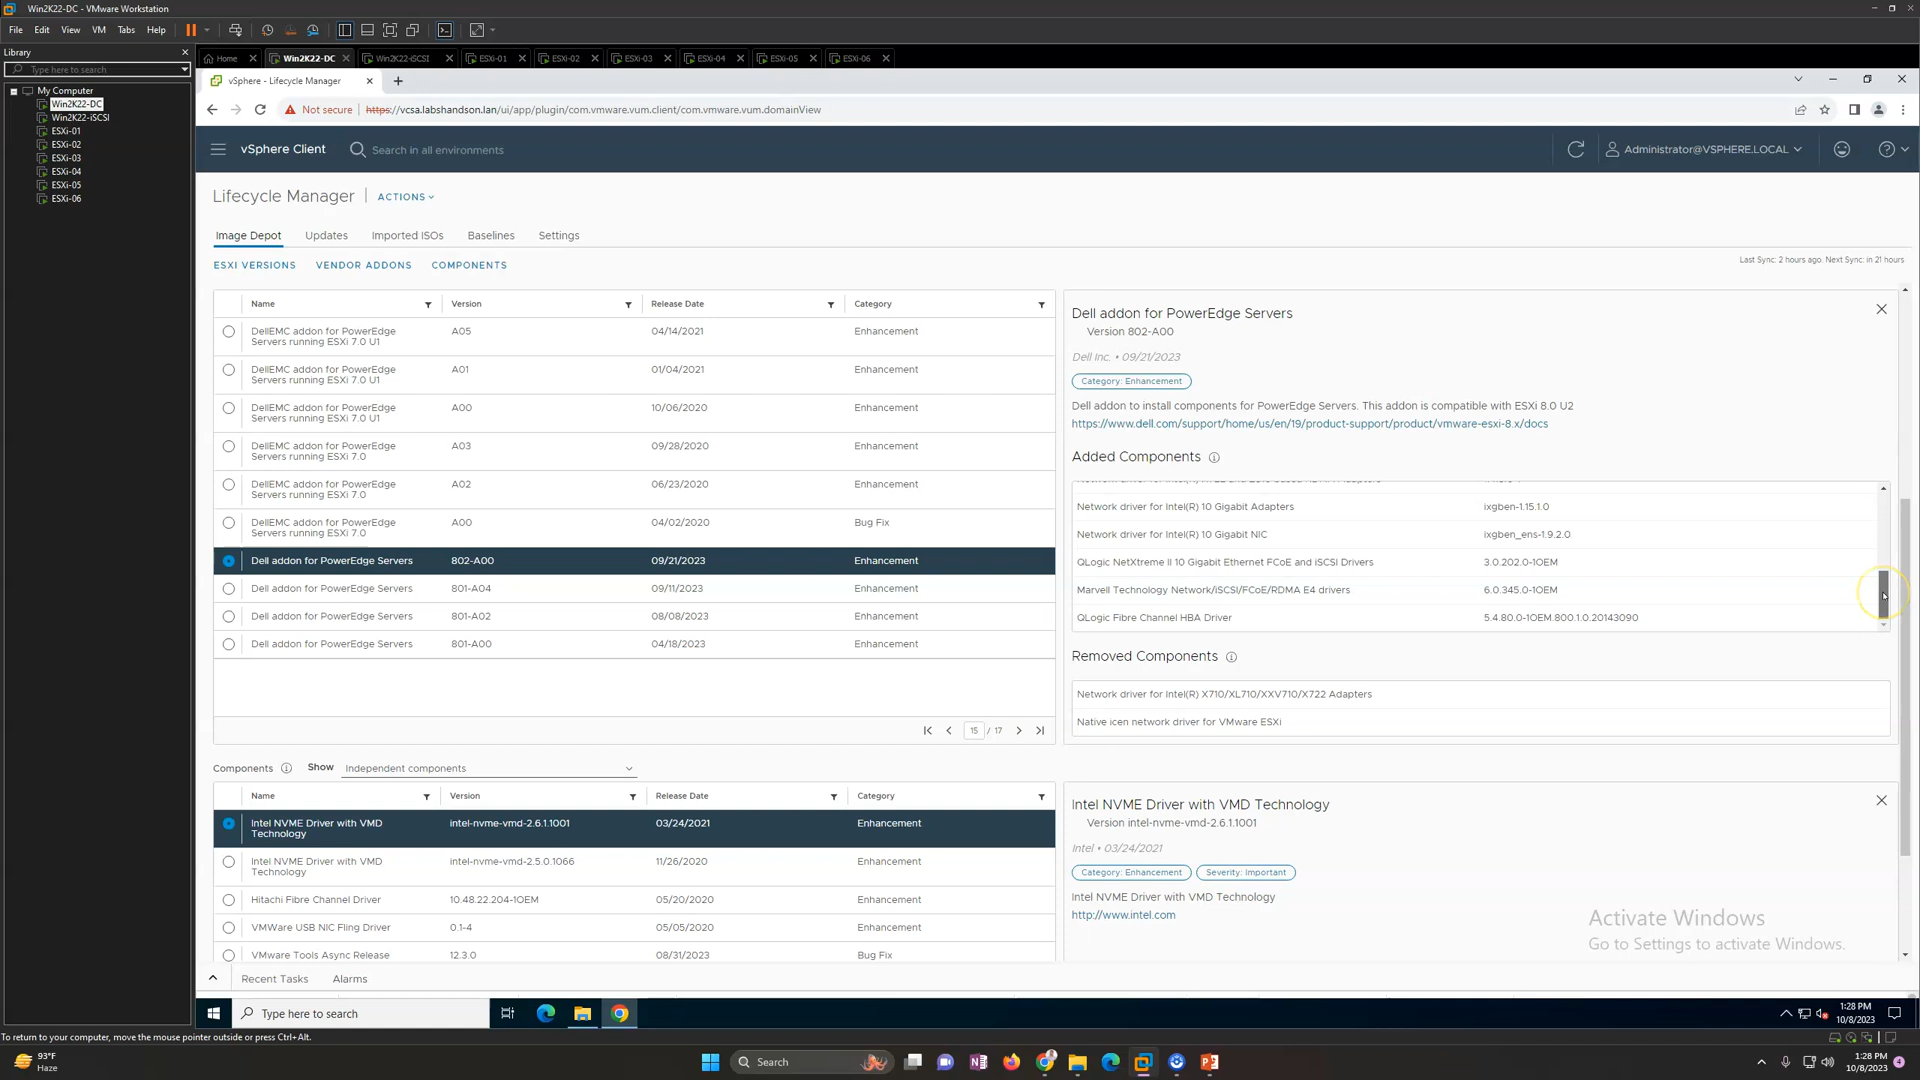 Win2K22-DC - VMware Workstation
File Edit View VM Tabs Help
Library
Type here to search
My Computer
Win2K22-DC
Win2K22-iSCSI
ESXi-01
ESXi-02
ESXi-03
ESXi-04
ESXi-05
ESXi-06
Home Win2K22-DC Win2K22-iSCSI ESXi-01 ESXi-02 ESXi-03 ESXi-04 ESXi-05 ESXi-06
vSphere - Lifecycle Manager
Not secure https://vcsa.labshandson.lan/ui/app/plugin/com.vmware.vum.client/com.vmware.vum.domainView
vSphere Client Search in all environments Administrator@VSPHERE.LOCAL
Lifecycle Manager ACTIONS
Image Depot Updates Imported ISOs Baselines Settings
ESXI VERSIONS VENDOR ADDONS COMPONENTS
Last Sync: 2 hours ago. Next Sync: in 21 hours
Name Version Release Date Category
DellEMC addon for PowerEdge A05 04/14/2021 Enhancement
Servers running ESXi 7.0 U1
DellEMC addon for PowerEdge A01 01/04/2021 Enhancement
Servers running ESXi 7.0 U1
DellEMC addon for PowerEdge A00 10/06/2020 Enhancement
Servers running ESXi 7.0 U1
DellEMC addon for PowerEdge A03 09/28/2020 Enhancement
Servers running ESXi 7.0
DellEMC addon for PowerEdge A02 06/23/2020 Enhancement
Servers running ESXi 7.0
DellEMC addon for PowerEdge A00 04/02/2020 Bug Fix
Servers running ESXi 7.0
Dell addon for PowerEdge Servers 802-A00 09/21/2023 Enhancement
Dell addon for PowerEdge Servers 801-A04 09/11/2023 Enhancement
Dell addon for PowerEdge Servers 801-A02 08/08/2023 Enhancement
Dell addon for PowerEdge Servers 801-A00 04/18/2023 Enhancement
15 / 17
Dell addon for PowerEdge Servers
Version 802-A00
Dell Inc. • 09/21/2023
Category: Enhancement
Dell addon to install components for PowerEdge Servers. This addon is compatible with ESXi 8.0 U2
https://www.dell.com/support/home/us/en/19/product-support/product/vmware-esxi-8.x/docs
Added Components
Network driver for Intel(R) 10 Gigabit Adapters ixgben-1.15.1.0
Network driver for Intel(R) 10 Gigabit NIC ixgben_ens-1.9.2.0
QLogic NetXtreme II 10 Gigabit Ethernet FCoE and iSCSI Drivers 3.0.202.0-1OEM
Marvell Technology Network/iSCSI/FCoE/RDMA E4 drivers 6.0.345.0-1OEM
QLogic Fibre Channel HBA Driver 5.4.80.0-1OEM.800.1.0.20143090
Removed Components
Network driver for Intel(R) X710/XL710/XXV710/X722 Adapters
Native icen network driver for VMware ESXi
Components Show Independent components
Name Version Release Date Category
Intel NVME Driver with VMD intel-nvme-vmd-2.6.1.1001 03/24/2021 Enhancement
Technology
Intel NVME Driver with VMD intel-nvme-vmd-2.5.0.1066 11/26/2020 Enhancement
Technology
Hitachi Fibre Channel Driver 10.48.22.204-1OEM 05/20/2020 Enhancement
VMWare USB NIC Fling Driver 0.1-4 05/05/2020 Enhancement
VMware Tools Async Release 12.3.0 08/31/2023 Bug Fix
Intel NVME Driver with VMD Technology
Version intel-nvme-vmd-2.6.1.1001
Intel • 03/24/2021
Category: Enhancement Severity: Important
Intel NVME Driver with VMD Technology
http://www.intel.com
Activate Windows
Go to Settings to activate Windows.
Recent Tasks Alarms
Type here to search
1:28 PM
10/8/2023
To return to your computer, move the mouse pointer outside or press Ctrl+Alt.
93°F
Haze
Search
1:28 PM
10/8/2023
4